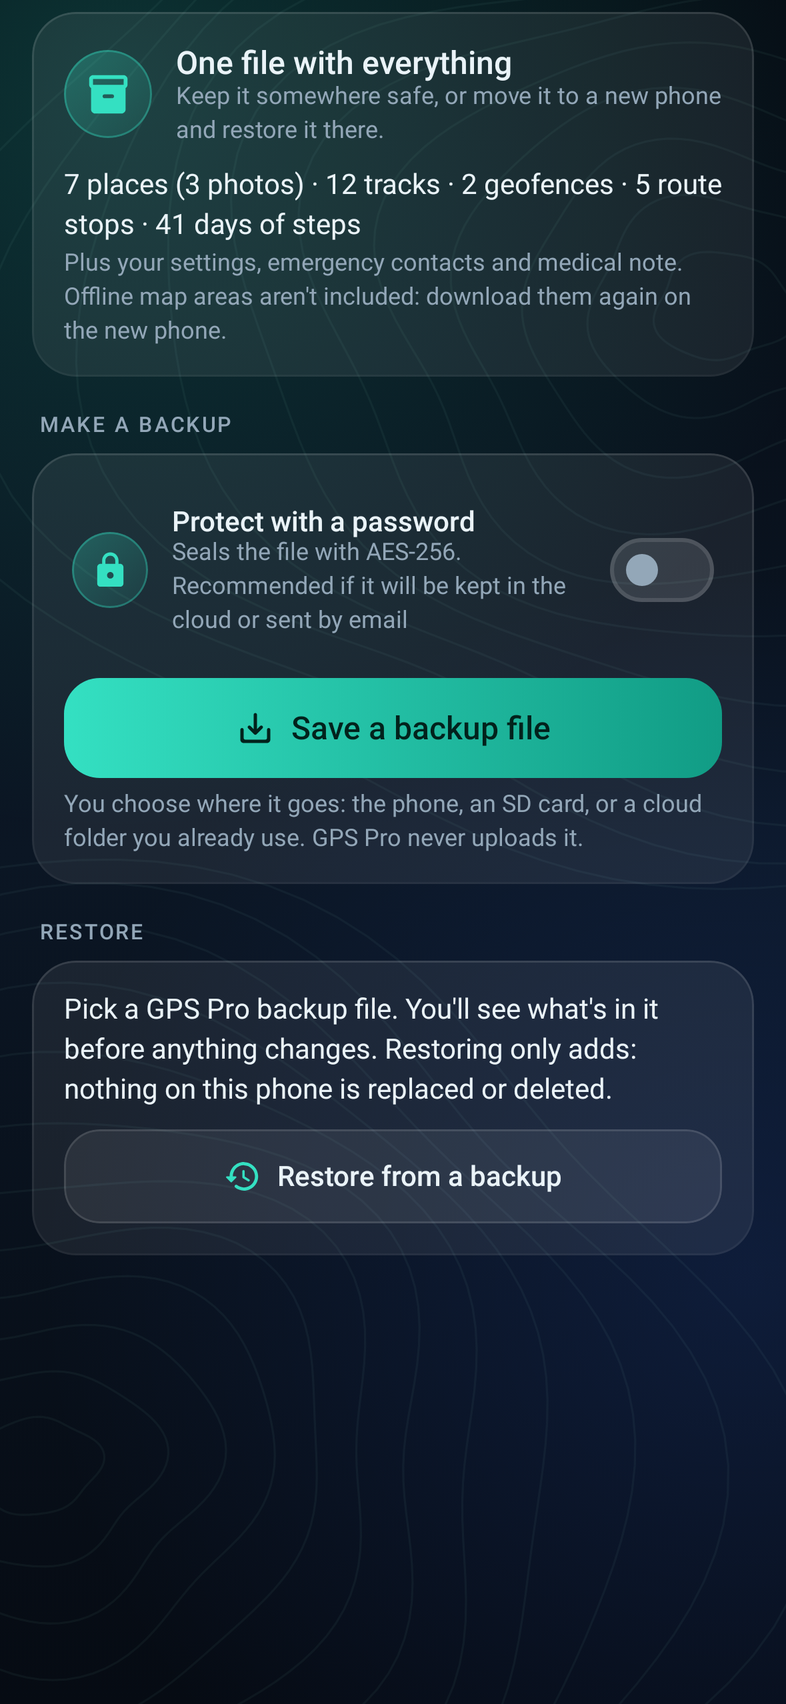 One file with everything
Keep it somewhere safe, or move it to a new phone
and restore it there.
7 places (3 photos) · 12 tracks · 2 geofences · 5 route
stops · 41 days of steps
Plus your settings, emergency contacts and medical note.
Offline map areas aren't included: download them again on
the new phone.
MAKE A BACKUP
Protect with a password
Seals the file with AES-256.
Recommended if it will be kept in the
cloud or sent by email
Save a backup file
You choose where it goes: the phone, an SD card, or a cloud
folder you already use. GPS Pro never uploads it.
RESTORE
Pick a GPS Pro backup file. You'll see what's in it
before anything changes. Restoring only adds:
nothing on this phone is replaced or deleted.
Restore from a backup